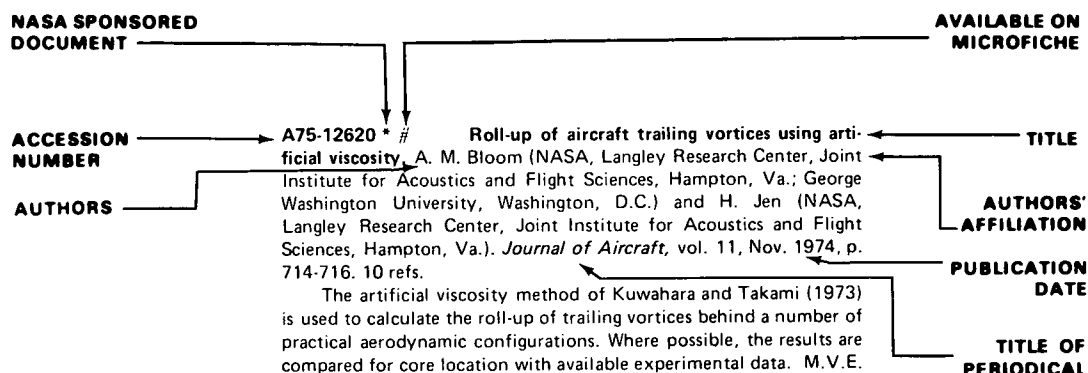 NASA SPONSORED
DOCUMENT
AVAILABLE ON
MICROFICHE
ACCESSION
NUMBER
AUTHORS
A75-12620 * # Roll-up of aircraft trailing vortices using arti-
ficial viscosity, A. M. Bloom (NASA, Langley Research Center, Joint
Institute for Acoustics and Flight Sciences, Hampton, Va.; George
Washington University, Washington, D.C.) and H. Jen (NASA,
Langley Research Center, Joint Institute for Acoustics and Flight
Sciences, Hampton, Va.). Journal of Aircraft, vol. 11, Nov. 1974, p.
714-716. 10 refs.
The artificial viscosity method of Kuwahara and Takami (1973)
is used to calculate the roll-up of trailing vortices behind a number of
practical aerodynamic configurations. Where possible, the results are
compared for core location with available experimental data. M.V.E.
TITLE
AUTHORS'
AFFILIATION
PUBLICATION
DATE
TITLE OF
PERIODICAL